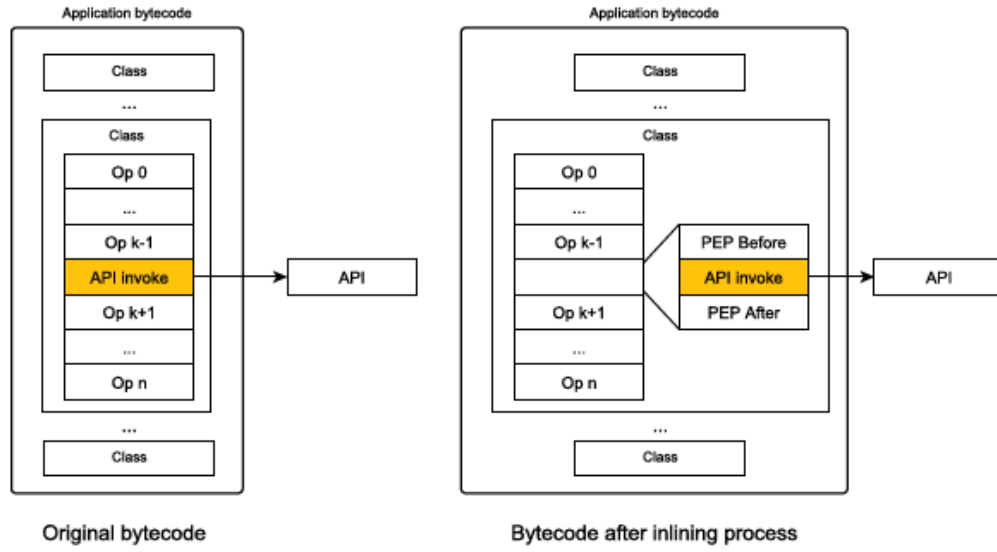 Application bytecode
Class
...
Class
Op 0
...
Op k-1
API invoke
API
Op k+1
...
Op n
...
Class
Original bytecode
Application bytecode
Class
...
Class
Op 0
...
Op k-1
Op k+1
...
Op n
PEP Before
API invoke
PEP After
API
...
Class
Bytecode after inlining process